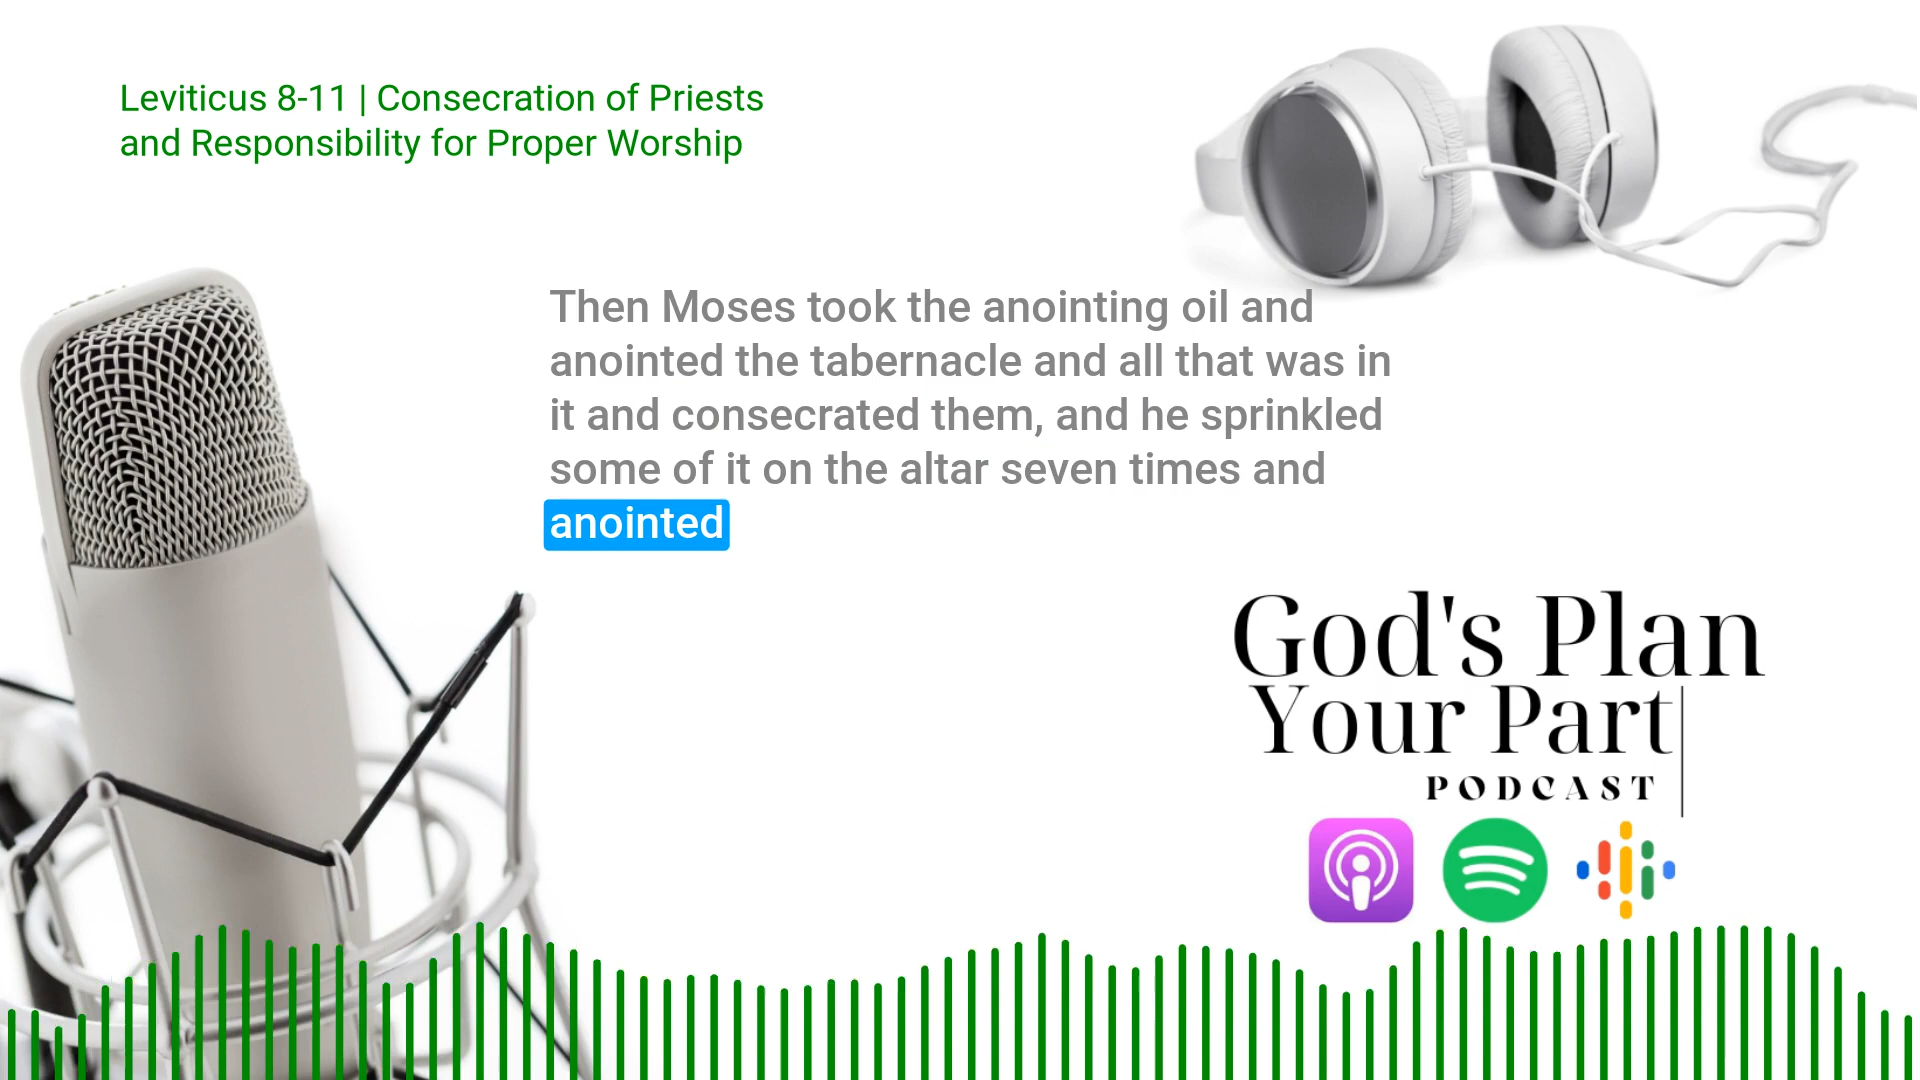 Leviticus 8-11 | Consecration of Priests
and Responsibility for Proper Worship
Then Moses took the anointing oil and
anointed the tabernacle and all that was in
it and consecrated them, and he sprinkled
some of it on the altar seven times and
anointed
God's Plan
Your Part
PODCAST